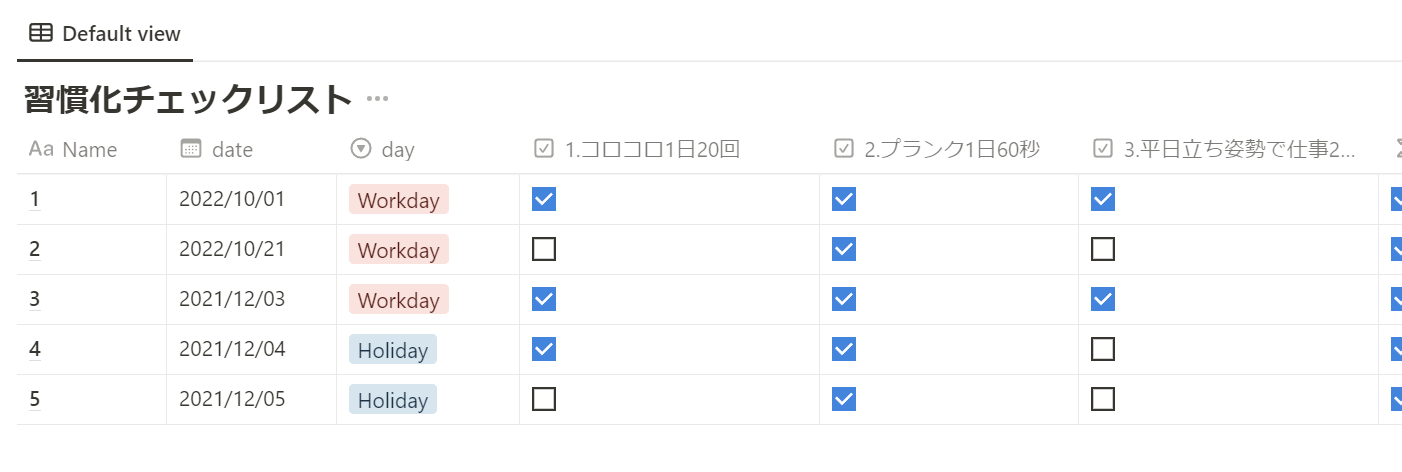 Default view
習慣化チェックリスト
Name date day 1.コロコロ1日20回 2.プランク1日60秒 3.平日立ち姿勢で仕事2...
1 2022/10/01 Workday
2 2022/10/21 Workday
3 2021/12/03 Workday
4 2021/12/04 Holiday
5 2021/12/05 Holiday